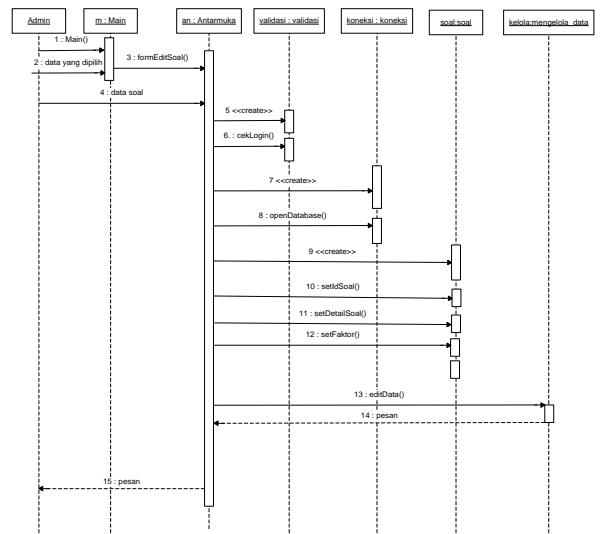 Admin
m : Main
an : Antarmuka
validasi : validasi
koneksi : koneksi
soal:soal
kelola:mengelola_data
1 : Main()
2 : data yang dipilih
3 : formEditSoal()
4 : data soal
5 <<create>>
6. : cekLogin()
7 <<create>>
8 : openDatabase()
9 <<create>>
10 : setIdSoal()
11 : setDetailSoal()
12 : setFaktor()
13 : editData()
14 : pesan
15 : pesan